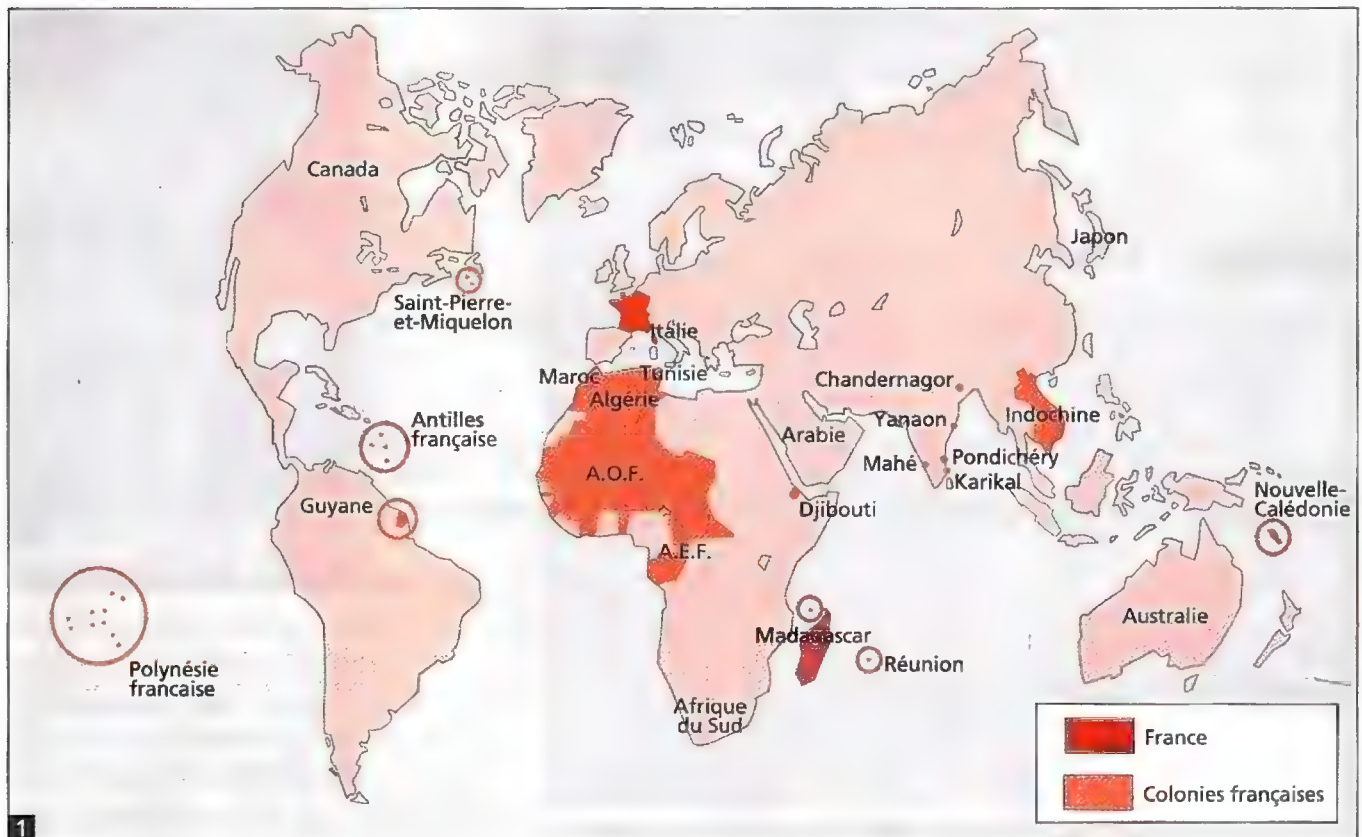 Canada
Japon
Saint-Pierre-
et-Miquelon
Italie
Maroc
Tunisie
Algérie
Chandernagor
Antilles
française
Yanaon
Indochine
Arabie
Mahé
Pondichéry
Karikal
A.O.F.
Guyane
Djibouti
Nouvelle-
Calédonie
A.E.F.
Australie
Madagascar
Réunion
Polynésie
francaise
Afrique
du Sud
France
Colonies françaises
1